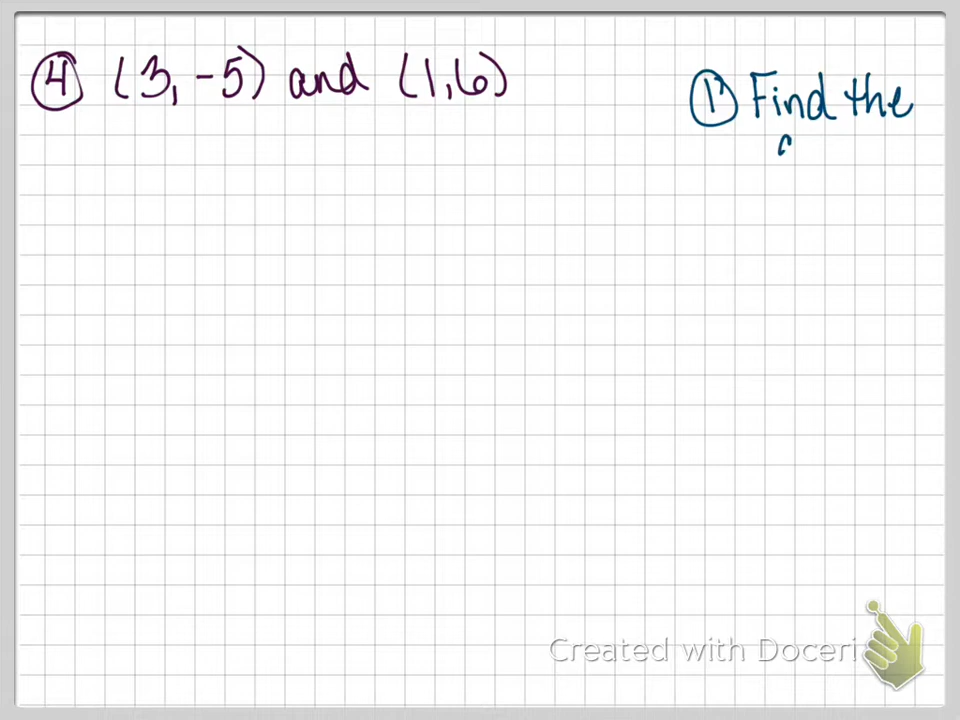 ④ (3, -5) and (1, 6)
① Find the
Created with Doceri